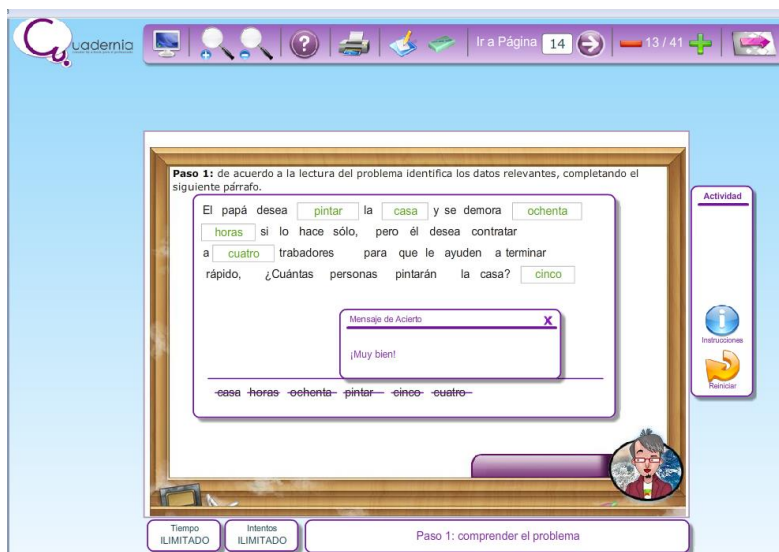 Cuadernia
Ir a Página 14
13 / 41
Paso 1: de acuerdo a la lectura del problema identifica los datos relevantes, completando el
siguiente párrafo.
El papá desea pintar la casa y se demora ochenta
horas si lo hace sólo, pero él desea contratar
a cuatro trabadores para que le ayuden a terminar
rápido, ¿Cuántas personas pintarán la casa? cinco
Mensaje de Acierto X
¡Muy bien!
casa horas ochenta pintar cinco cuatro
Actividad
Instrucciones
Reiniciar
Tiempo
ILIMITADO
Intentos
ILIMITADO
Paso 1: comprender el problema